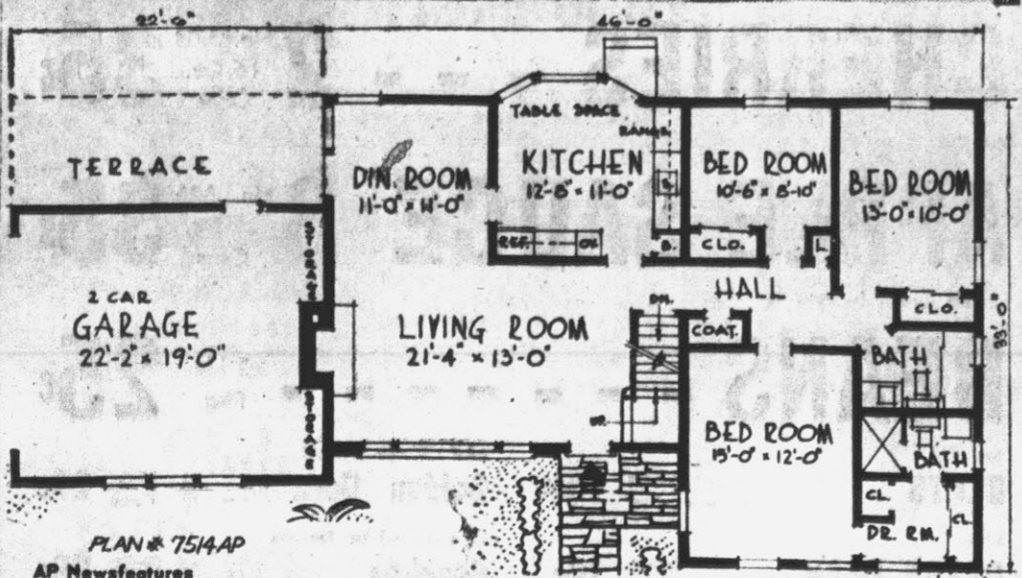 22'-0"
46'-0"
TERRACE
DIN. ROOM
11'-0" x 11'-0"
TABLE SPACE
RANGE
KITCHEN
12'-8" x 11'-0"
S
REF.
OV.
B.
BED ROOM
10'-6" x 8'-10"
CLO.
L.
BED ROOM
13'-0" x 10'-0"
CLO.
33'-0"
STORAGE
2 CAR
GARAGE
22'-2" x 19'-0"
STORAGE
LIVING ROOM
21'-4" x 13'-0"
DN.
HALL
COAT.
BATH
BED ROOM
15'-0" x 12'-0"
BATH
CL.
CL.
DR. RM.
PLAN # 7514AP
AP Newsfeatures